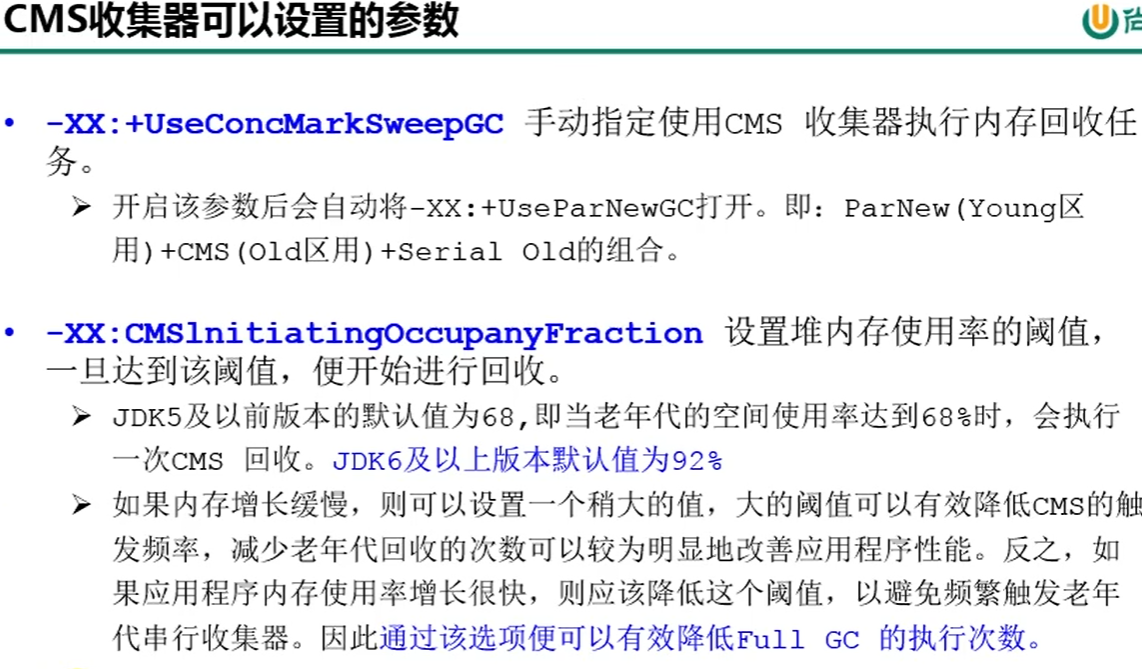 CMS收集器可以设置的参数
尚
• -XX:+UseConcMarkSweepGC 手动指定使用CMS 收集器执行内存回收任
务。
➢ 开启该参数后会自动将-XX:+UseParNewGC打开。即：ParNew(Young区
用)+CMS(Old区用)+Serial Old的组合。
• -XX:CMSlnitiatingOccupanyFraction 设置堆内存使用率的阈值，
一旦达到该阈值，便开始进行回收。
➢ JDK5及以前版本的默认值为68,即当老年代的空间使用率达到68%时，会执行
一次CMS 回收。JDK6及以上版本默认值为92%
➢ 如果内存增长缓慢，则可以设置一个稍大的值，大的阈值可以有效降低CMS的触
发频率，减少老年代回收的次数可以较为明显地改善应用程序性能。反之，如
果应用程序内存使用率增长很快，则应该降低这个阈值，以避免频繁触发老年
代串行收集器。因此通过该选项便可以有效降低Full GC 的执行次数。